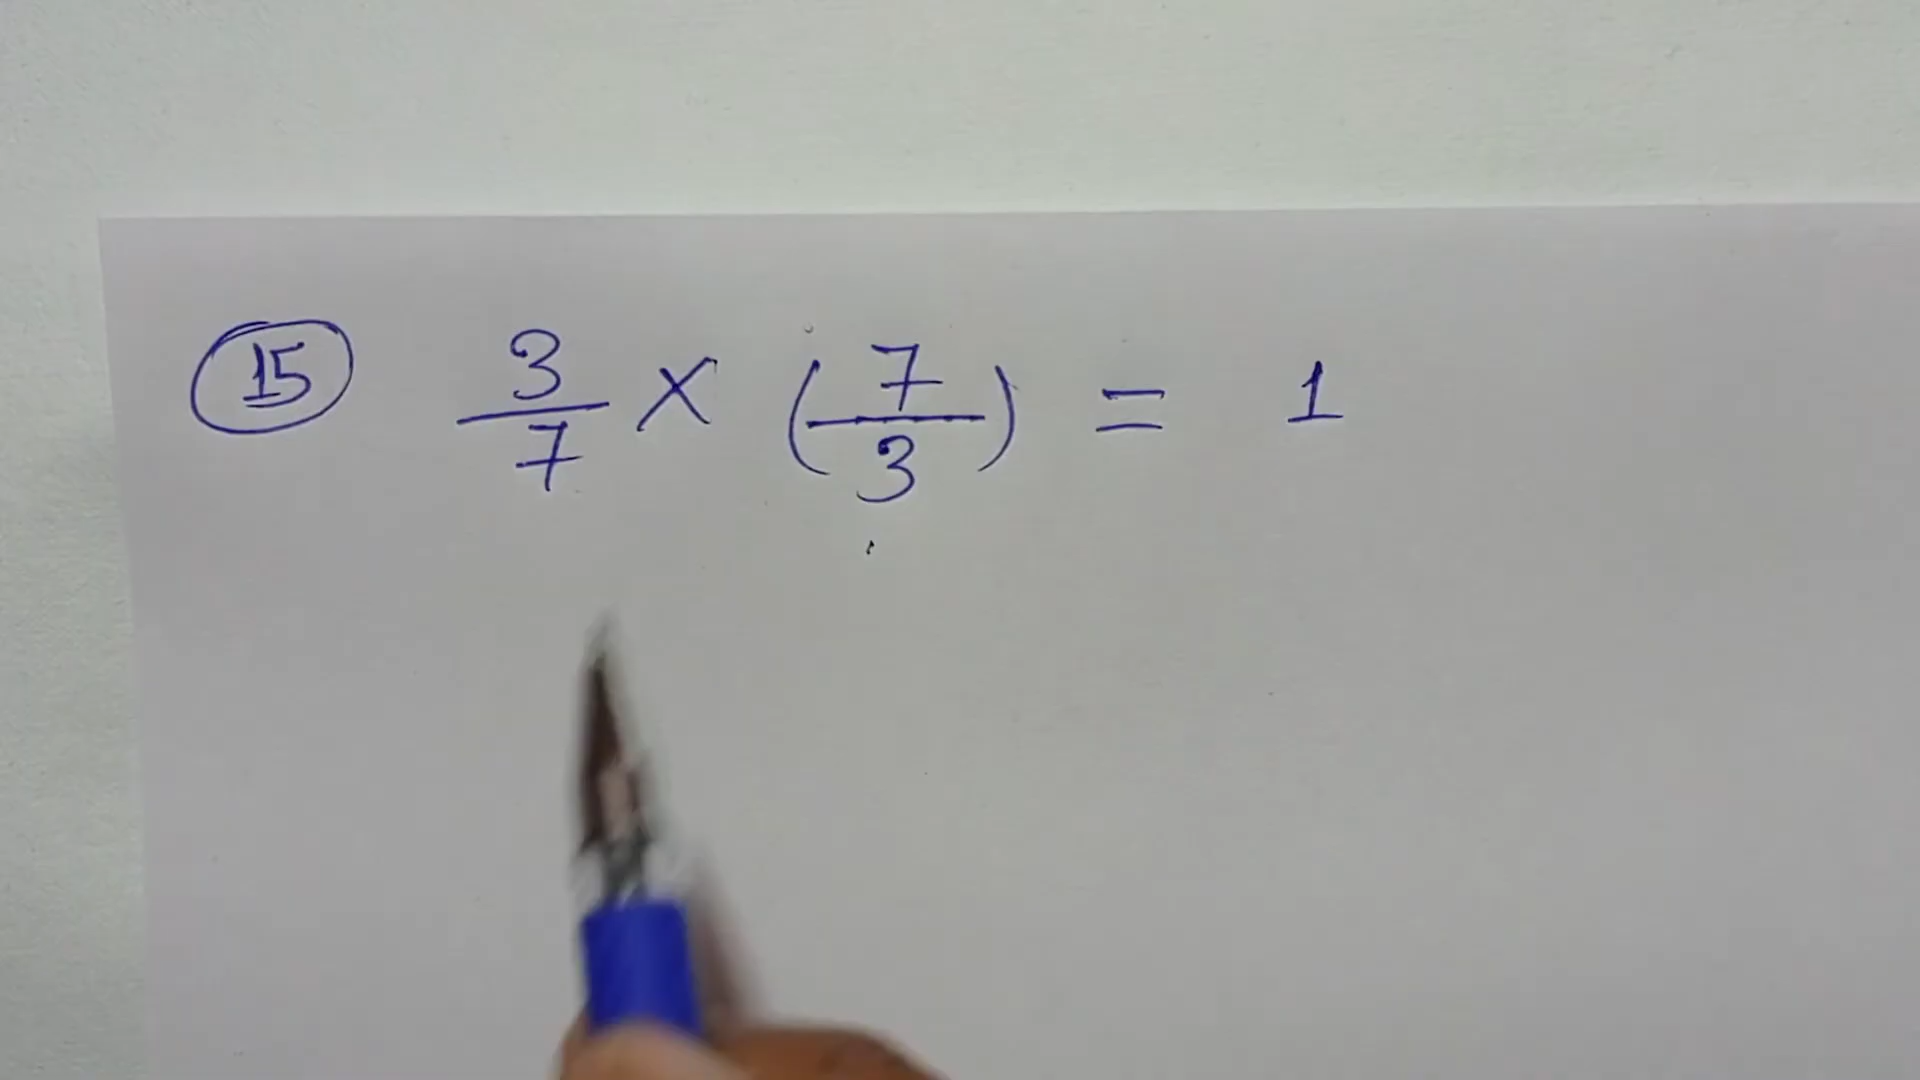 15 3/7 × (7/3) = 1